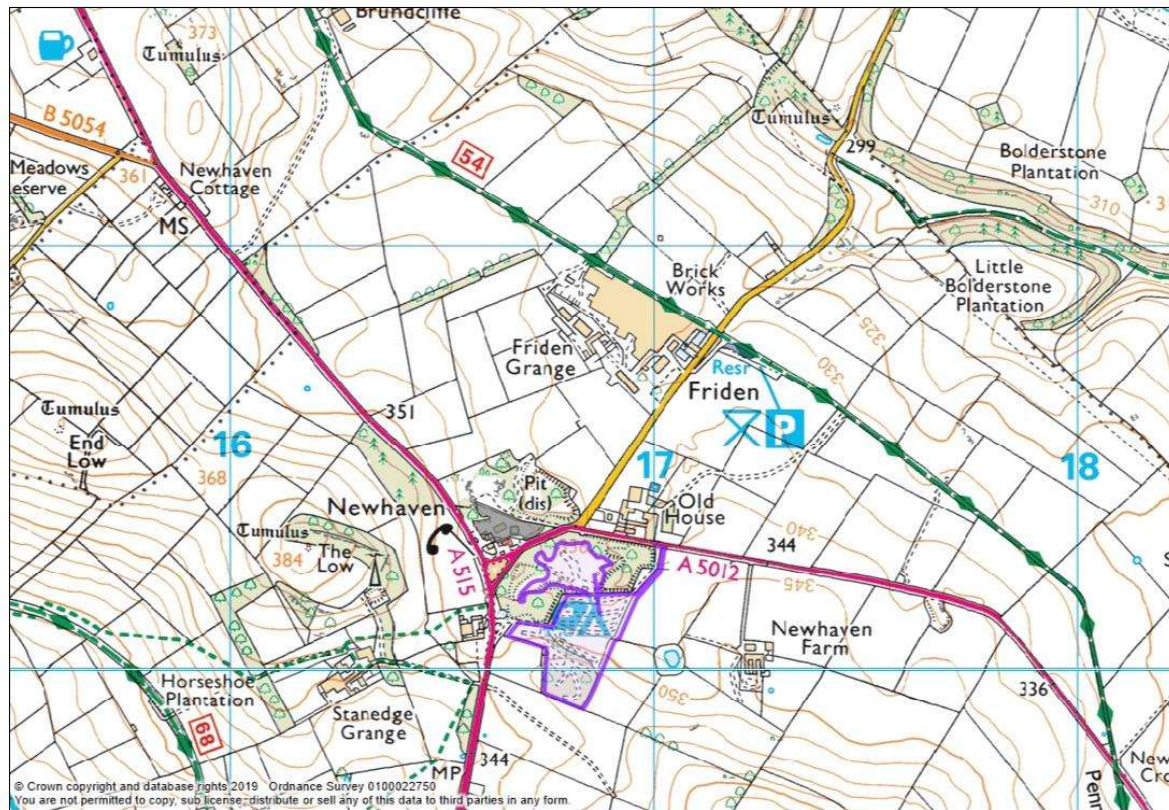 Brundcliffe
373
Tumulus
B 5054
Meadows
eserve
361
Newhaven
Cottage
MS
54
Tumulus
299
Bolderstone
Plantation
310
Little
Bolderstone
Plantation
Brick
Works
325
330
Friden
Grange
Resr
Friden
P
351
Tumulus
End
Low
16
368
17
18
Pit
(dis)
Newhaven
Old
House
Tumulus
The
Low
384
A 515
A 5012
340
344
345
Newhaven
Farm
350
336
Horseshoe
Plantation
68
Stanedge
Grange
344
MP
New
Cro
Pen
© Crown copyright and database rights 2019 Ordnance Survey 0100022750
You are not permitted to copy, sub license, distribute or sell any of this data to third parties in any form.